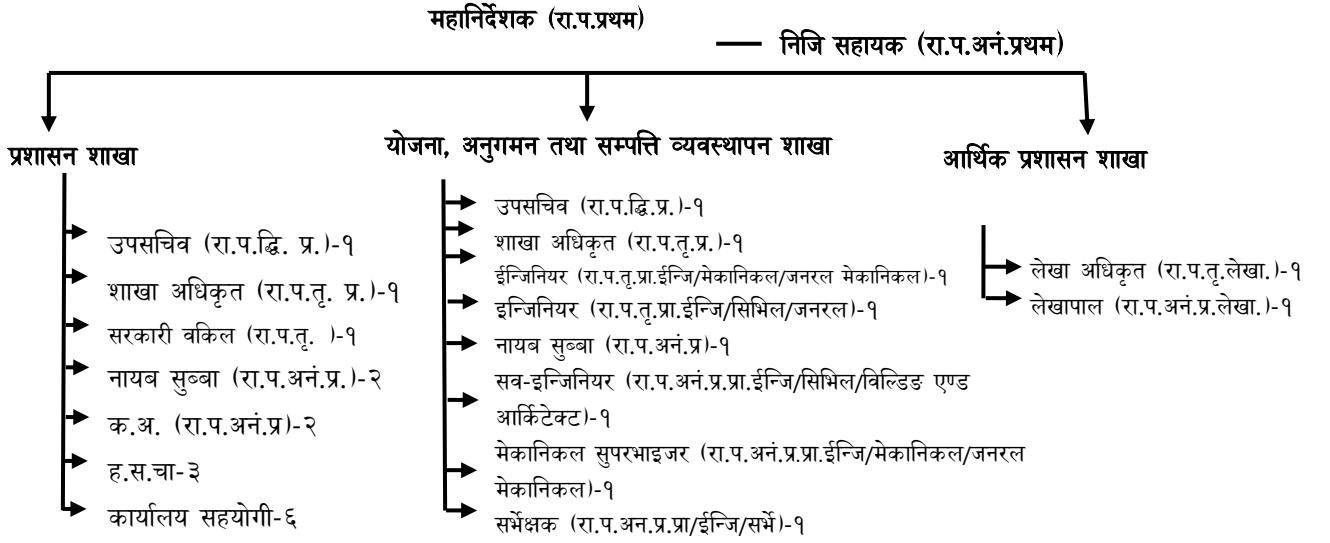 महानिर्देशक (रा.प.प्रथम)
निजि सहायक (रा.प.अनं.प्रथम)
प्रशासन शाखा
उपसचिव (रा.प.द्धि. प्र.)-१
शाखा अधिकृत (रा.प.तृ. प्र.)-१
सरकारी वकिल (रा.प.तृ. )-१
नायब सुब्बा (रा.प.अनं.प्र.)-२
क.अ. (रा.प.अनं.प्र)-२
ह.स.चा-३
कार्यालय सहयोगी-६
योजना, अनुगमन तथा सम्पत्ति व्यवस्थापन शाखा
उपसचिव (रा.प.द्धि.प्र.)-१
शाखा अधिकृत (रा.प.तृ.प्र.)-१
ईन्जिनियर (रा.प.तृ.प्रा.ईन्जि/मेकानिकल/जनरल मेकानिकल)-१
इन्जिनियर (रा.प.तृ.प्रा.ईन्जि/सिभिल/जनरल)-१
नायब सुब्बा (रा.प.अनं.प्र)-१
सव-इन्जिनियर (रा.प.अनं.प्र.प्रा.ईन्जि/सिभिल/विल्डिङ एण्ड
आर्किटेक्ट)-१
मेकानिकल सुपरभाइजर (रा.प.अनं.प्र.प्रा.ईन्जि/मेकानिकल/जनरल
मेकानिकल)-१
सर्भेक्षक (रा.प.अन.प्र.प्रा/ईन्जि/सर्भे)-१
आर्थिक प्रशासन शाखा
लेखा अधिकृत (रा.प.तृ.लेखा.)-१
लेखापाल (रा.प.अनं.प्र.लेखा.)-१